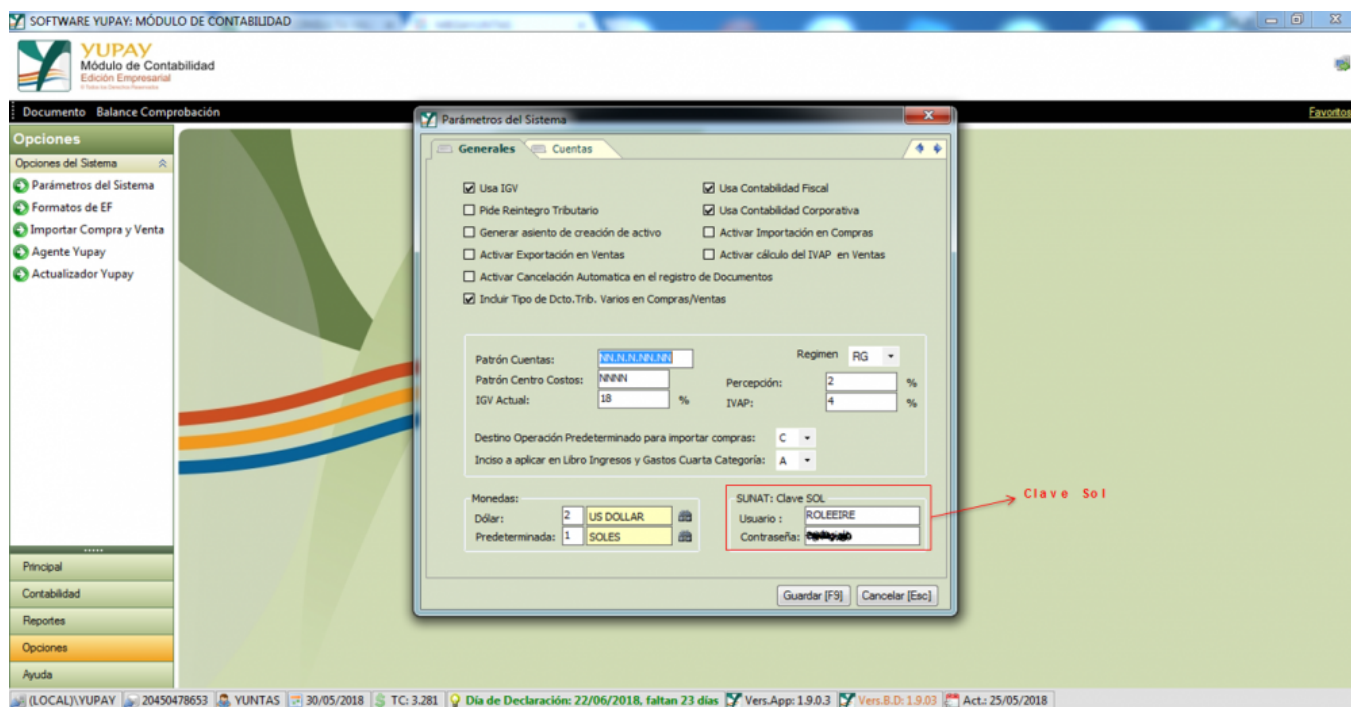 SOFTWARE YUPAY: MÓDULO DE CONTABILIDAD
YUPAY
Módulo de Contabilidad
Edición Empresarial
Documento Balance Comprobación
Favoritos
Opciones
Opciones del Sistema
Parámetros del Sistema
Formatos de EF
Importar Compra y Venta
Agente Yupay
Actualizador Yupay
Principal
Contabilidad
Reportes
Opciones
Ayuda
Parámetros del Sistema
Generales Cuentas
Usa IGV Usa Contabilidad Fiscal
Pide Reintegro Tributario Usa Contabilidad Corporativa
Generar asiento de creación de activo Activar Importación en Compras
Activar Exportación en Ventas Activar cálculo del IVAP en Ventas
Activar Cancelación Automatica en el registro de Documentos
Incluir Tipo de Dcto.Trib. Varios en Compras/Ventas
Patrón Cuentas: NN.N.N.NN.NN Regimen RG
Patrón Centro Costos: NNNN Percepción: 2 %
IGV Actual: 18 % IVAP: 4 %
Destino Operación Predeterminado para importar compras: C
Inciso a aplicar en Libro Ingresos y Gastos Cuarta Categoría: A
Monedas: SUNAT: Clave SOL
Dólar: 2 US DOLLAR Usuario : ROLEEIRE
Predeterminada: 1 SOLES Contraseña:
Clave Sol
Guardar [F9] Cancelar [Esc]
(LOCAL)\YUPAY 20450478653 YUNTAS 30/05/2018 TC: 3.281 Día de Declaración: 22/06/2018, faltan 23 días Vers.App: 1.9.0.3 Vers.B.D: 1.9.03 Act.: 25/05/2018